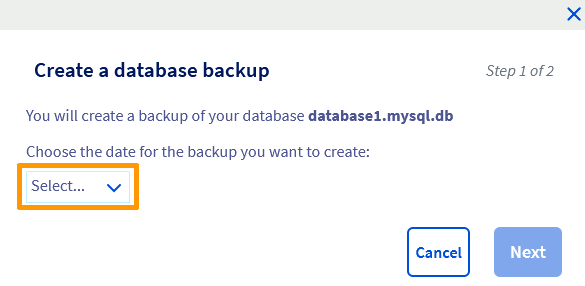 Create a database backup
Step 1 of 2
You will create a backup of your database database1.mysql.db
Choose the date for the backup you want to create:
Select...
Cancel
Next